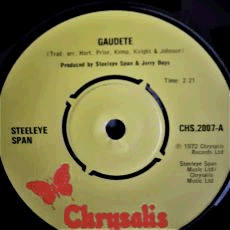 GAUDETE
(Trad. arr. Hart, Prior, Kemp, Knight & Johnson)
Produced by Steeleye Span & Jerry Boys
Time: 2.21
STEELEYE
SPAN
CHS.2007-A
℗ 1972 Chrysalis
Records Ltd
Steeleye Span
Music Ltd/
Chrysalis
Music Ltd
Chrysalis